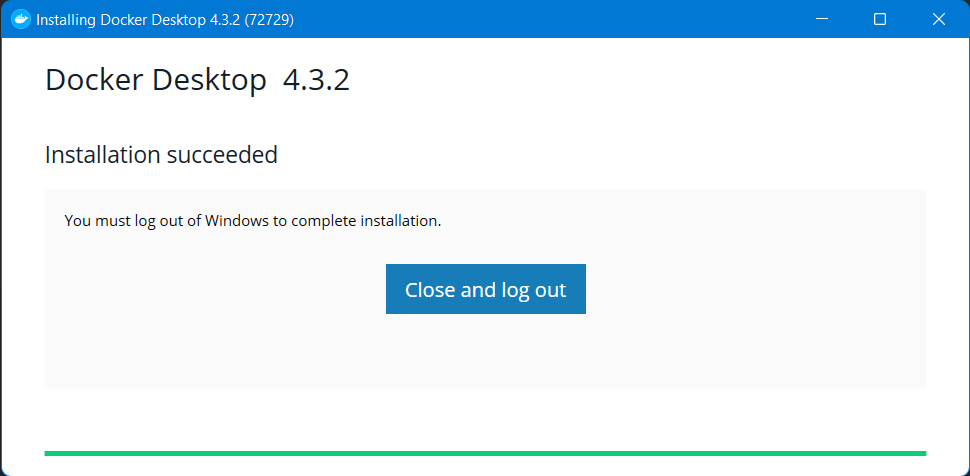 Installing Docker Desktop 4.3.2 (72729)
Docker Desktop 4.3.2
Installation succeeded
You must log out of Windows to complete installation.
Close and log out